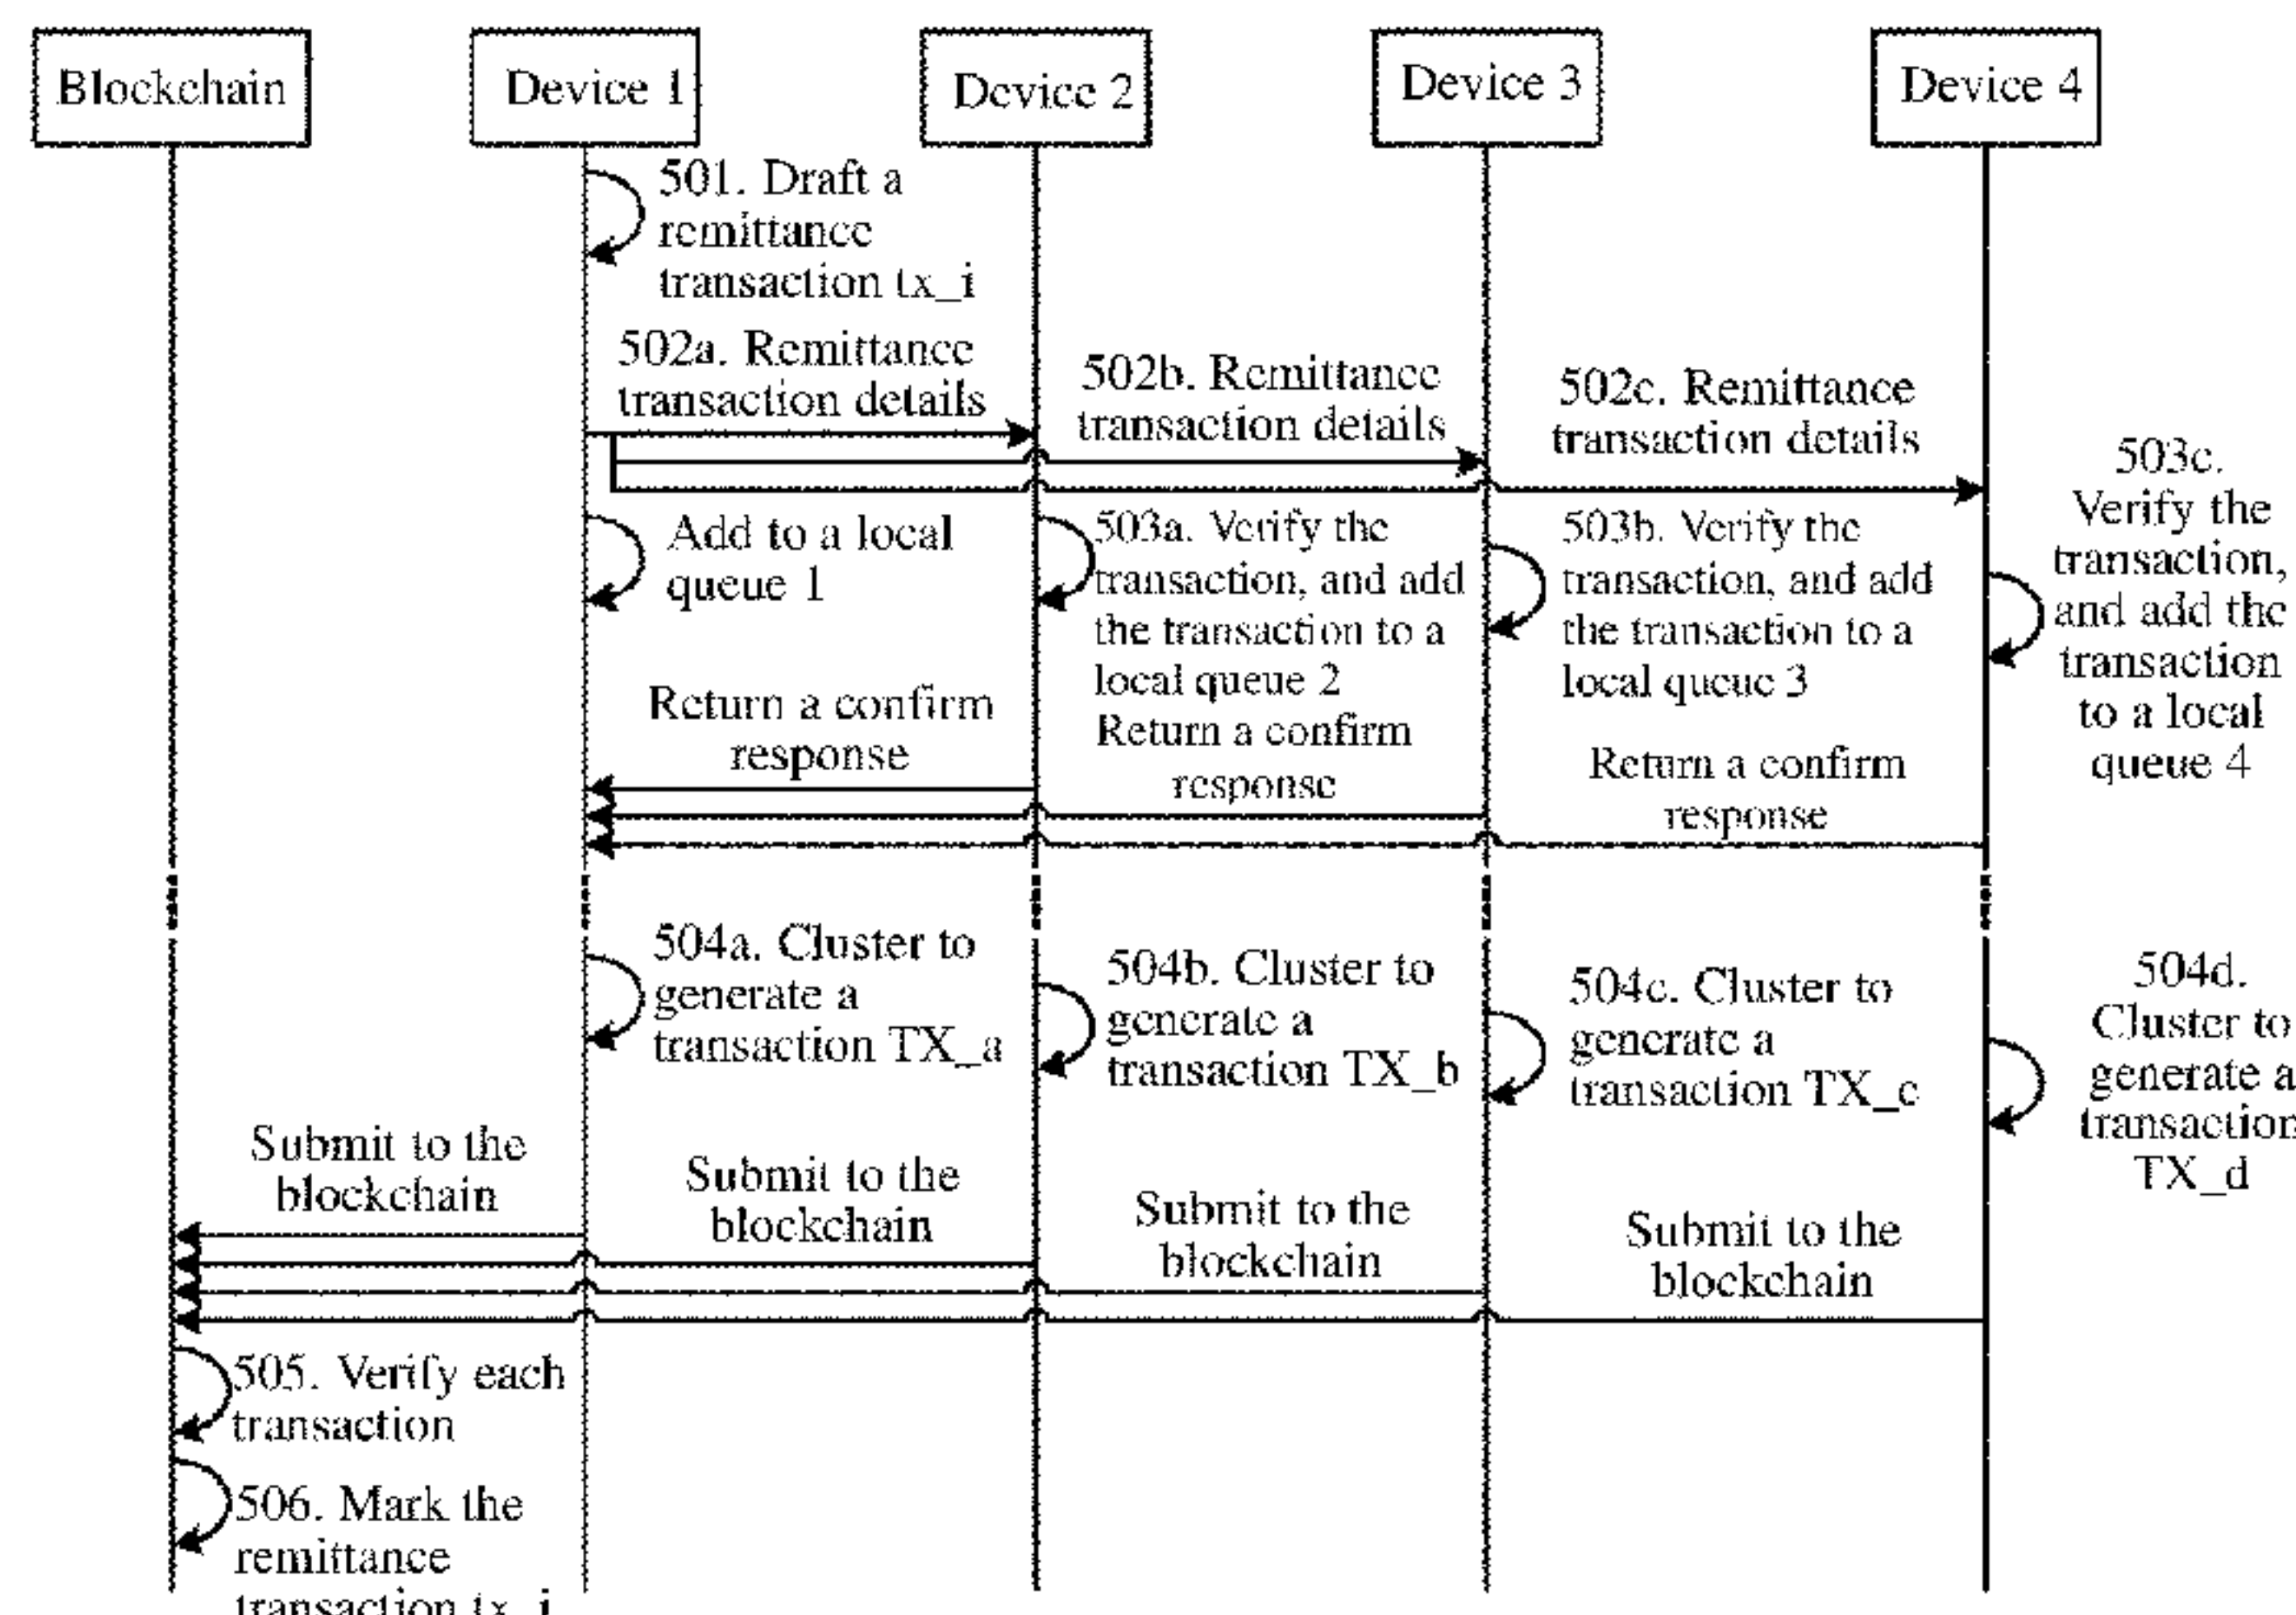 Blockchain
Device 1
Device 2
Device 3
Device 4
501. Draft a
remittance
transaction tx_i
502a. Remittance
transaction details
502b. Remittance
transaction details
502c. Remittance
transaction details
Add to a local
queue 1
503a. Verify the
transaction, and add
the transaction to a
local queue 2
503b. Verify the
transaction, and add
the transaction to a
local queue 3
503c.
Verify the
transaction,
and add the
transaction
to a local
queue 4
Return a confirm
response
Return a confirm
response
Return a confirm
response
504a. Cluster to
generate a
transaction TX_a
504b. Cluster to
generate a
transaction TX_b
504c. Cluster to
generate a
transaction TX_c
504d.
Cluster to
generate a
transaction
TX_d
Submit to the
blockchain
Submit to the
blockchain
Submit to the
blockchain
Submit to the
blockchain
505. Verify each
transaction
506. Mark the
remittance
transaction tx_i